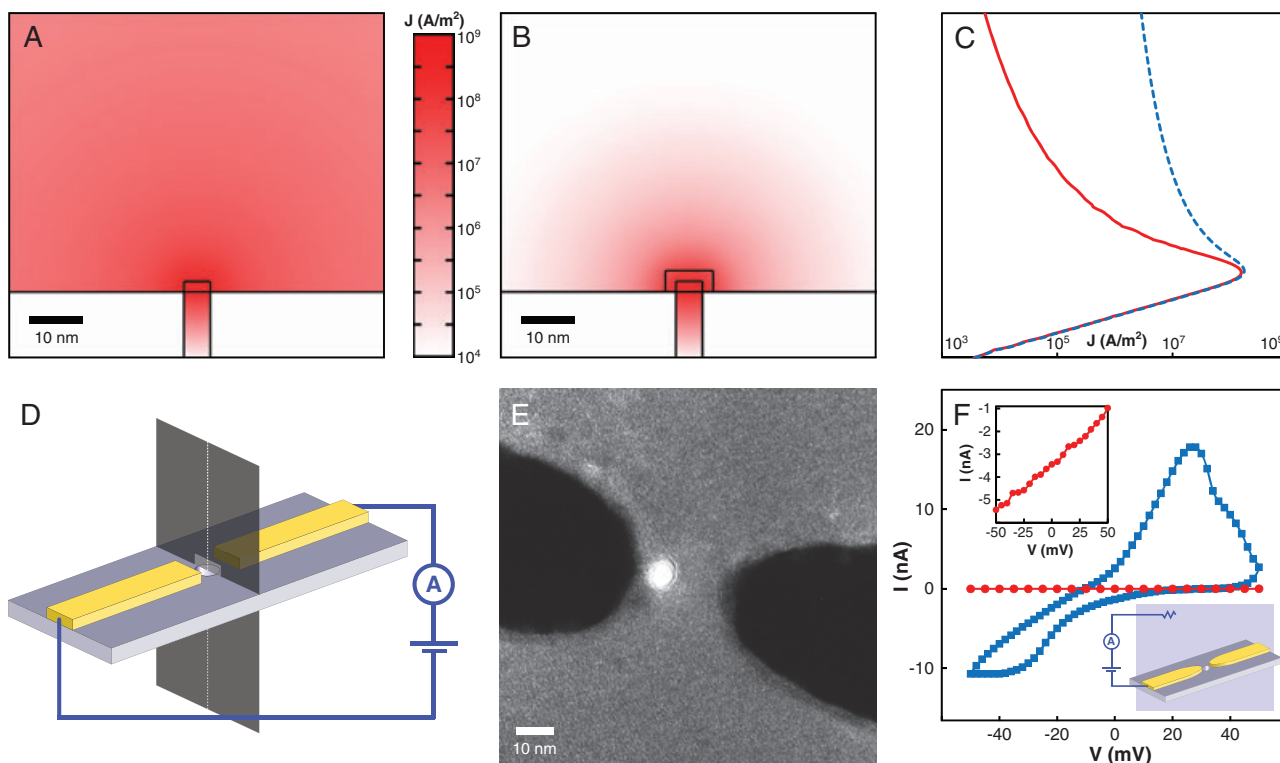 A
J (A/m²)
10⁹
10⁸
10⁷
10⁶
10⁵
10⁴
10 nm
B
10 nm
C
10³
10⁵
J (A/m²)
10⁷
10⁹
D
A
E
10 nm
F
20
10
0
-10
I (nA)
-40
-20
0
20
40
V (mV)
-1
-2
-3
-4
-5
I (nA)
-50
-25
0
25
50
V (mV)
A